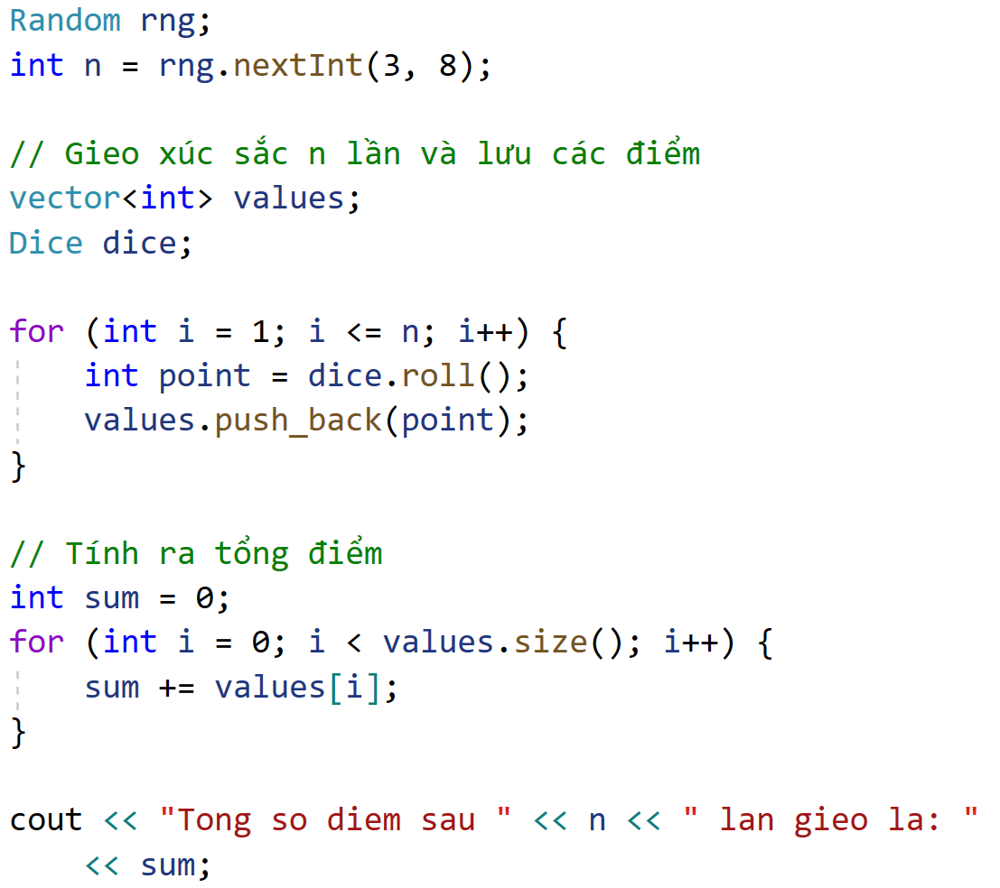 Random rng;
int n = rng.nextInt(3, 8);

// Gieo xúc sắc n lần và lưu các điểm
vector<int> values;
Dice dice;

for (int i = 1; i <= n; i++) {
    int point = dice.roll();
    values.push_back(point);
}

// Tính ra tổng điểm
int sum = 0;
for (int i = 0; i < values.size(); i++) {
    sum += values[i];
}

cout << "Tong so diem sau " << n << " lan gieo la: "
    << sum;